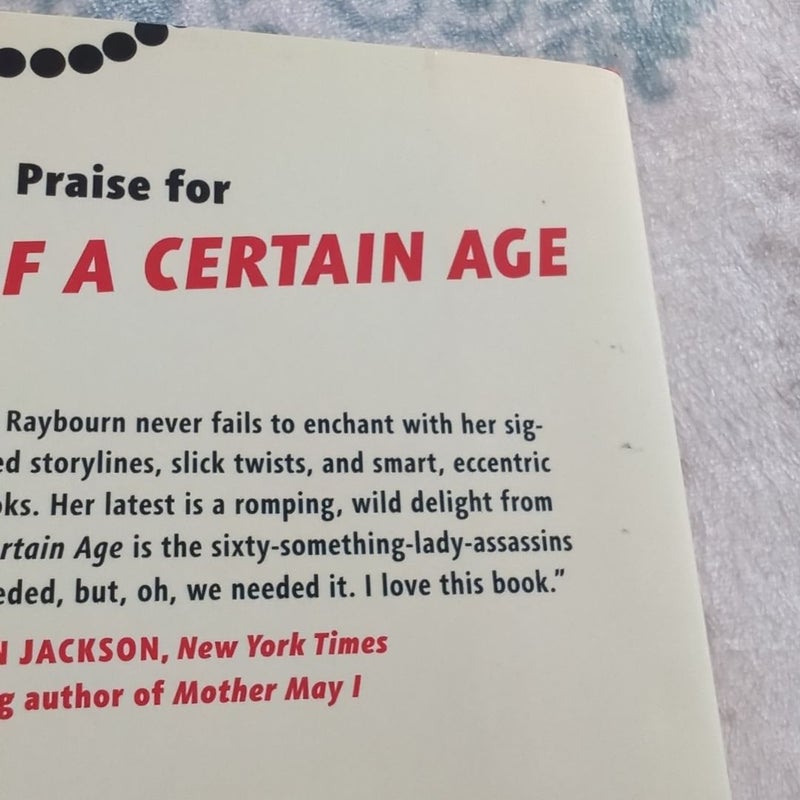 Praise for
F A CERTAIN AGE
Raybourn never fails to enchant with her sig-
ed storylines, slick twists, and smart, eccentric
oks. Her latest is a romping, wild delight from
rtain Age is the sixty-something-lady-assassins
eded, but, oh, we needed it. I love this book.”
N JACKSON, New York Times
g author of Mother May I